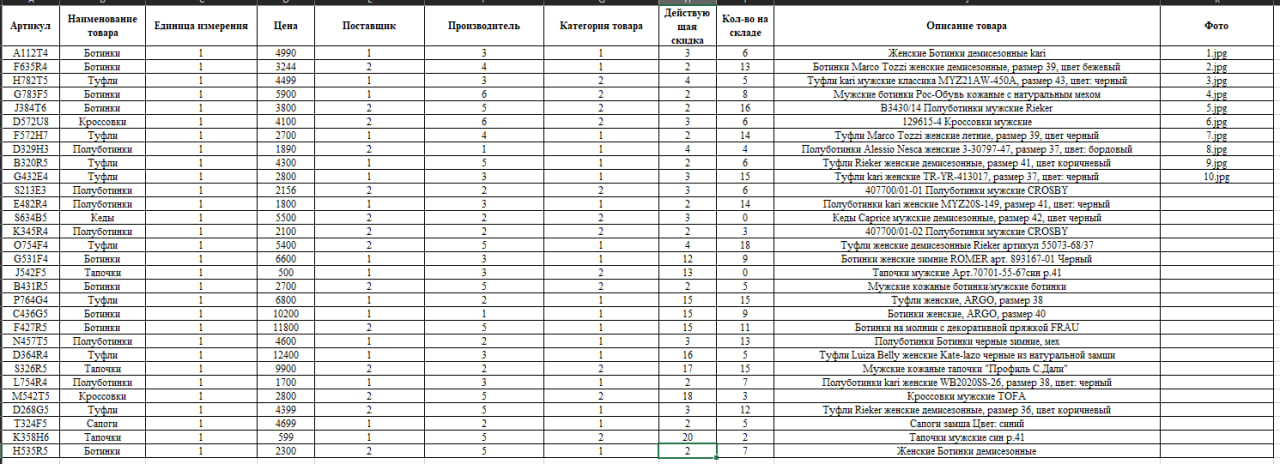 Артикул Наименование товара Единица измерения Цена Поставщик Производитель Категория товара Действующая скидка Кол-во на складе Описание товара Фото
A112T4 Ботинки 1 4990 1 3 1 3 6 Женские Ботинки демисезонные kari 1.jpg
F635R4 Ботинки 1 3244 2 4 1 2 13 Ботинки Marco Tozzi женские демисезонные, размер 39, цвет бежевый 2.jpg
H782T5 Туфли 1 4499 1 3 2 4 5 Туфли kari мужские классика MYZ21AW-450A, размер 43, цвет: черный 3.jpg
G783F5 Ботинки 1 5900 1 6 2 2 8 Мужские ботинки Рос-Обувь кожаные с натуральным мехом 4.jpg
J384T6 Ботинки 1 3800 2 5 2 2 16 B3430/14 Полуботинки мужские Rieker 5.jpg
D572U8 Кроссовки 1 4100 2 6 2 3 6 129615-4 Кроссовки мужские 6.jpg
F572H7 Туфли 1 2700 1 4 1 2 14 Туфли Marco Tozzi женские летние, размер 39, цвет черный 7.jpg
D329H3 Полуботинки 1 1890 2 1 1 4 4 Полуботинки Alessio Nesca женские 3-30797-47, размер 37, цвет: бордовый 8.jpg
B320R5 Туфли 1 4300 1 5 1 2 6 Туфли Rieker женские демисезонные, размер 41, цвет коричневый 9.jpg
G432E4 Туфли 1 2800 1 3 1 3 15 Туфли kari женские TR-YR-413017, размер 37, цвет: черный 10.jpg
S213E3 Полуботинки 1 2156 2 2 2 3 6 407700/01-01 Полуботинки мужские CROSBY
E482R4 Полуботинки 1 1800 1 3 1 2 14 Полуботинки kari женские MYZ20S-149, размер 41, цвет: черный
S634B5 Кеды 1 5500 2 2 2 3 0 Кеды Caprice мужские демисезонные, размер 42, цвет черный
K345R4 Полуботинки 1 2100 2 2 2 2 3 407700/01-02 Полуботинки мужские CROSBY
O754F4 Туфли 1 5400 2 5 1 4 18 Туфли женские демисезонные Rieker артикул 55073-68/37
G531F4 Ботинки 1 6600 1 3 1 12 9 Ботинки женские зимние ROMER арт. 893167-01 Черный
J542F5 Тапочки 1 500 1 3 2 13 0 Тапочки мужские Арт.70701-55-67син р.41
B431R5 Ботинки 1 2700 2 5 2 2 5 Мужские кожаные ботинки/мужские ботинки
P764G4 Туфли 1 6800 1 2 1 15 15 Туфли женские, ARGO, размер 38
C436G5 Ботинки 1 10200 1 1 1 15 9 Ботинки женские, ARGO, размер 40
F427R5 Ботинки 1 11800 2 5 1 15 11 Ботинки на молнии с декоративной пряжкой FRAU
N457T5 Полуботинки 1 4600 1 2 1 3 13 Полуботинки Ботинки черные зимние, мех
D364R4 Туфли 1 12400 1 3 1 16 5 Туфли Luiza Belly женские Kate-lazo черные из натуральной замши
S326R5 Тапочки 1 9900 2 2 2 17 15 Мужские кожаные тапочки "Профиль С.Дали"
L754R4 Полуботинки 1 1700 1 3 1 2 7 Полуботинки kari женские WB2020SS-26, размер 38, цвет: черный
M542T5 Кроссовки 1 2800 2 5 2 18 3 Кроссовки мужские TOFA
D268G5 Туфли 1 4399 2 5 1 3 12 Туфли Rieker женские демисезонные, размер 36, цвет коричневый
T324F5 Сапоги 1 4699 1 2 1 2 5 Сапоги замша Цвет: синий
K358H6 Тапочки 1 599 1 5 2 20 2 Тапочки мужские син р.41
H535R5 Ботинки 1 2300 2 5 1 2 7 Женские Ботинки демисезонные